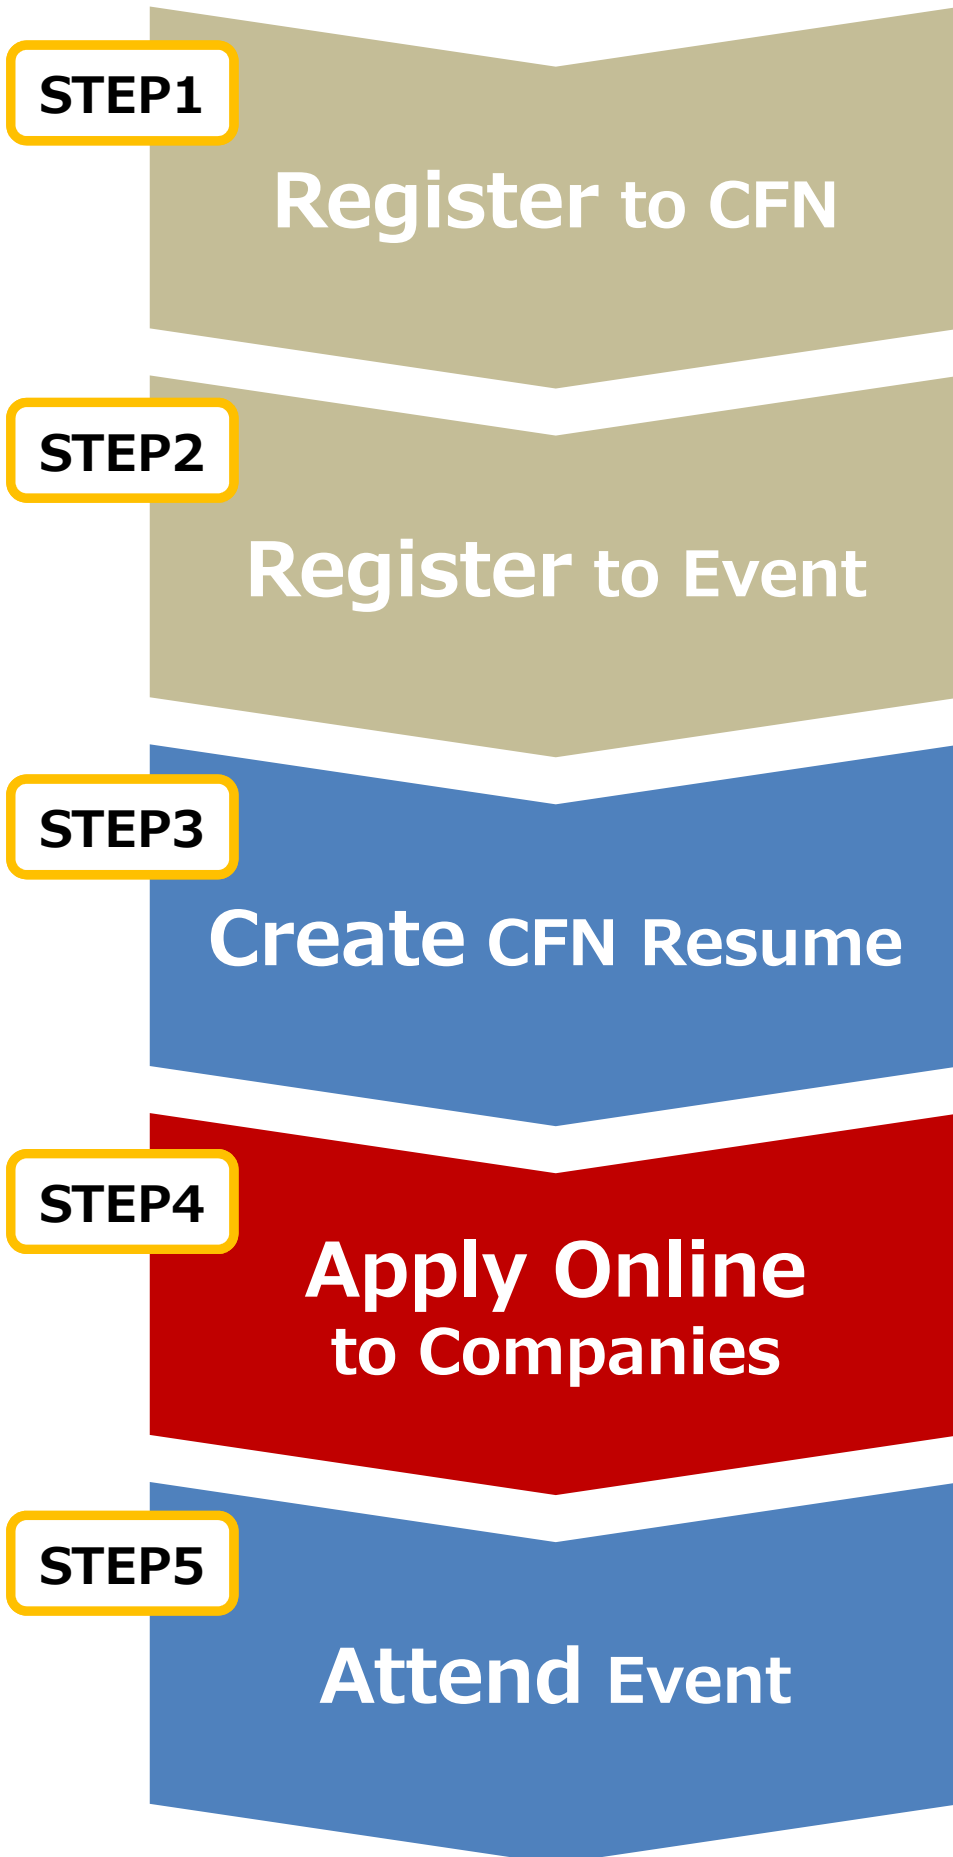 STEP1
Register to CFN
STEP2
Register to Event
STEP3
Create CFN Resume
STEP4
Apply Online
to Companies
STEP5
Attend Event